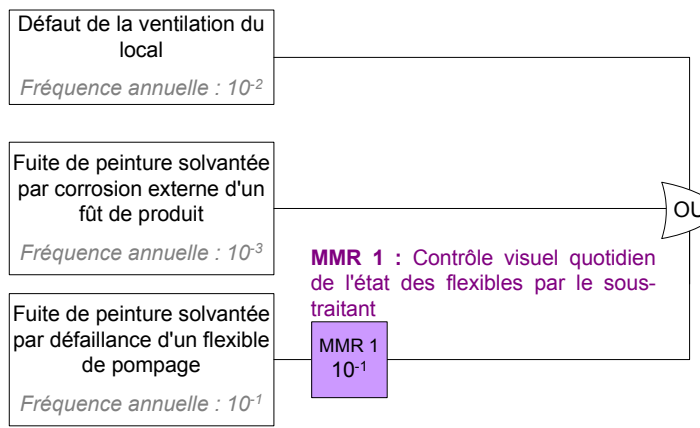 Défaut de la ventilation du
local
Fréquence annuelle : 10-2
Fuite de peinture solvantée
par corrosion externe d'un
fût de produit
Fréquence annuelle : 10-3
OU
MMR 1 : Contrôle visuel quotidien
de l'état des flexibles par le sous-
traitant
Fuite de peinture solvantée
par défaillance d'un flexible
de pompage
Fréquence annuelle : 10-1
MMR 1
10-1